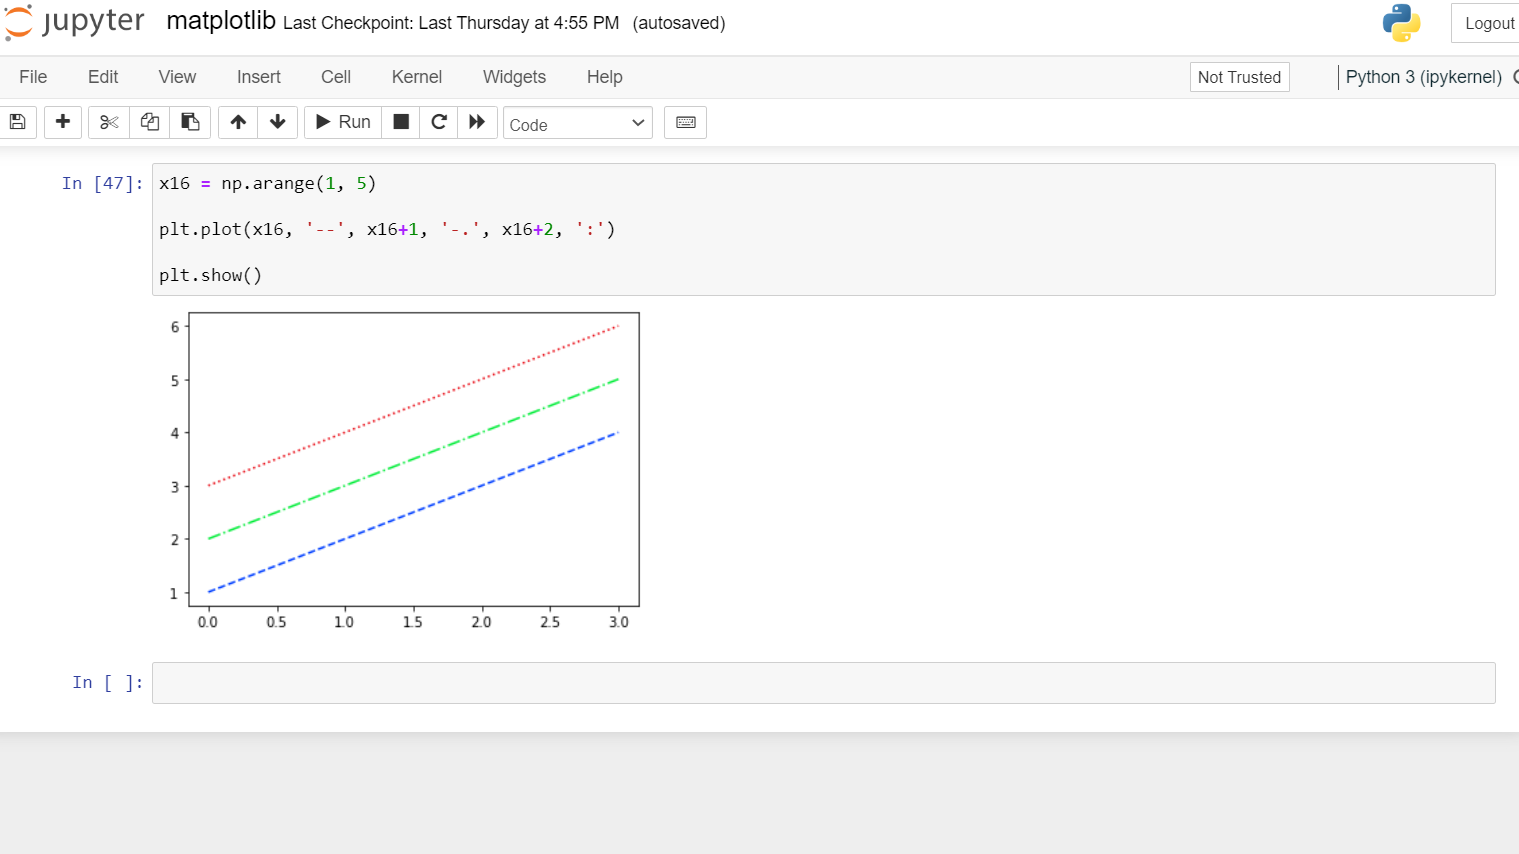 jupyter matplotlib Last Checkpoint: Last Thursday at 4:55 PM (autosaved) Logout
File Edit View Insert Cell Kernel Widgets Help Not Trusted Python 3 (ipykernel)
Run Code
In [47]: x16 = np.arange(1, 5)
plt.plot(x16, '--', x16+1, '-.', x16+2, ':')
plt.show()
6
5
4
3
2
1
0.0 0.5 1.0 1.5 2.0 2.5 3.0
In [ ]: